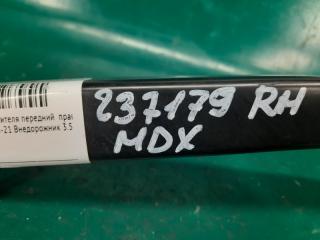 ителя передний прав
-21 Внедорожник 3.5
237179 RH
MDX